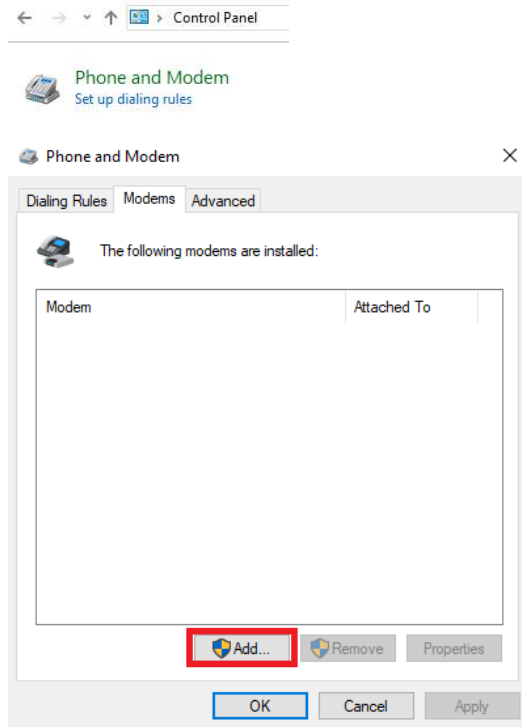 Control Panel
Phone and Modem
Set up dialing rules
Phone and Modem
Dialing Rules Modems Advanced
The following modems are installed:
Modem Attached To
Add... Remove Properties
OK Cancel Apply